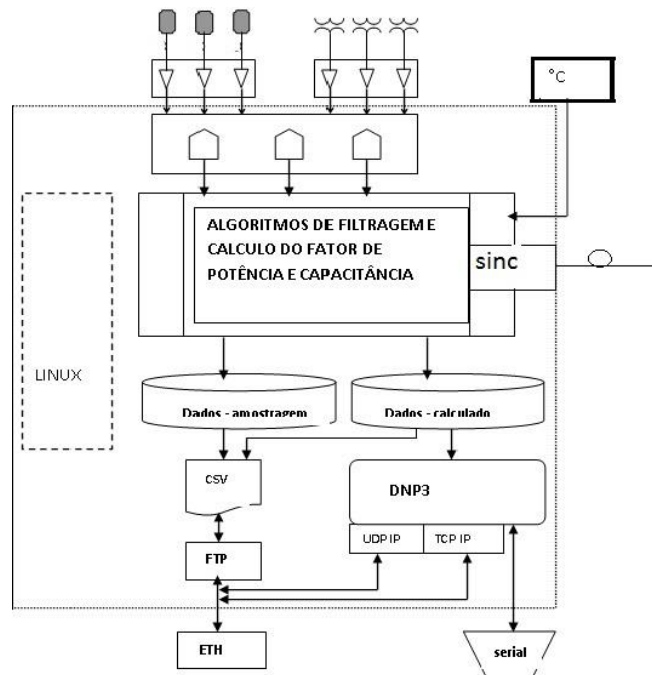 °C
ALGORITMOS DE FILTRAGEM E
CALCULO DO FATOR DE
POTÊNCIA E CAPACITÂNCIA
sinc
LINUX
Dados - amostragem
Dados - calculado
CSV
DNP3
UDP IP
TCP IP
FTP
ETH
serial